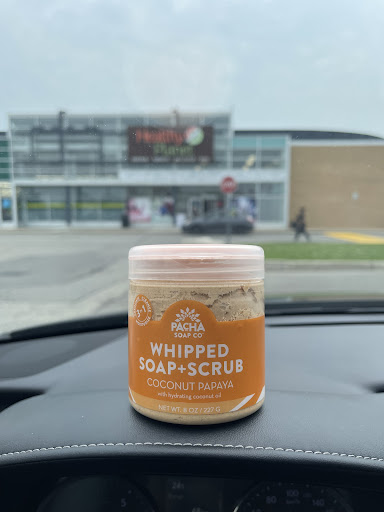 Healthy
Planet
PACHA
SOAP CO
WHIPPED
SOAP+SCRUB
COCONUT PAPAYA
with hydrating coconut oil
NET WT. 8 OZ / 227 G